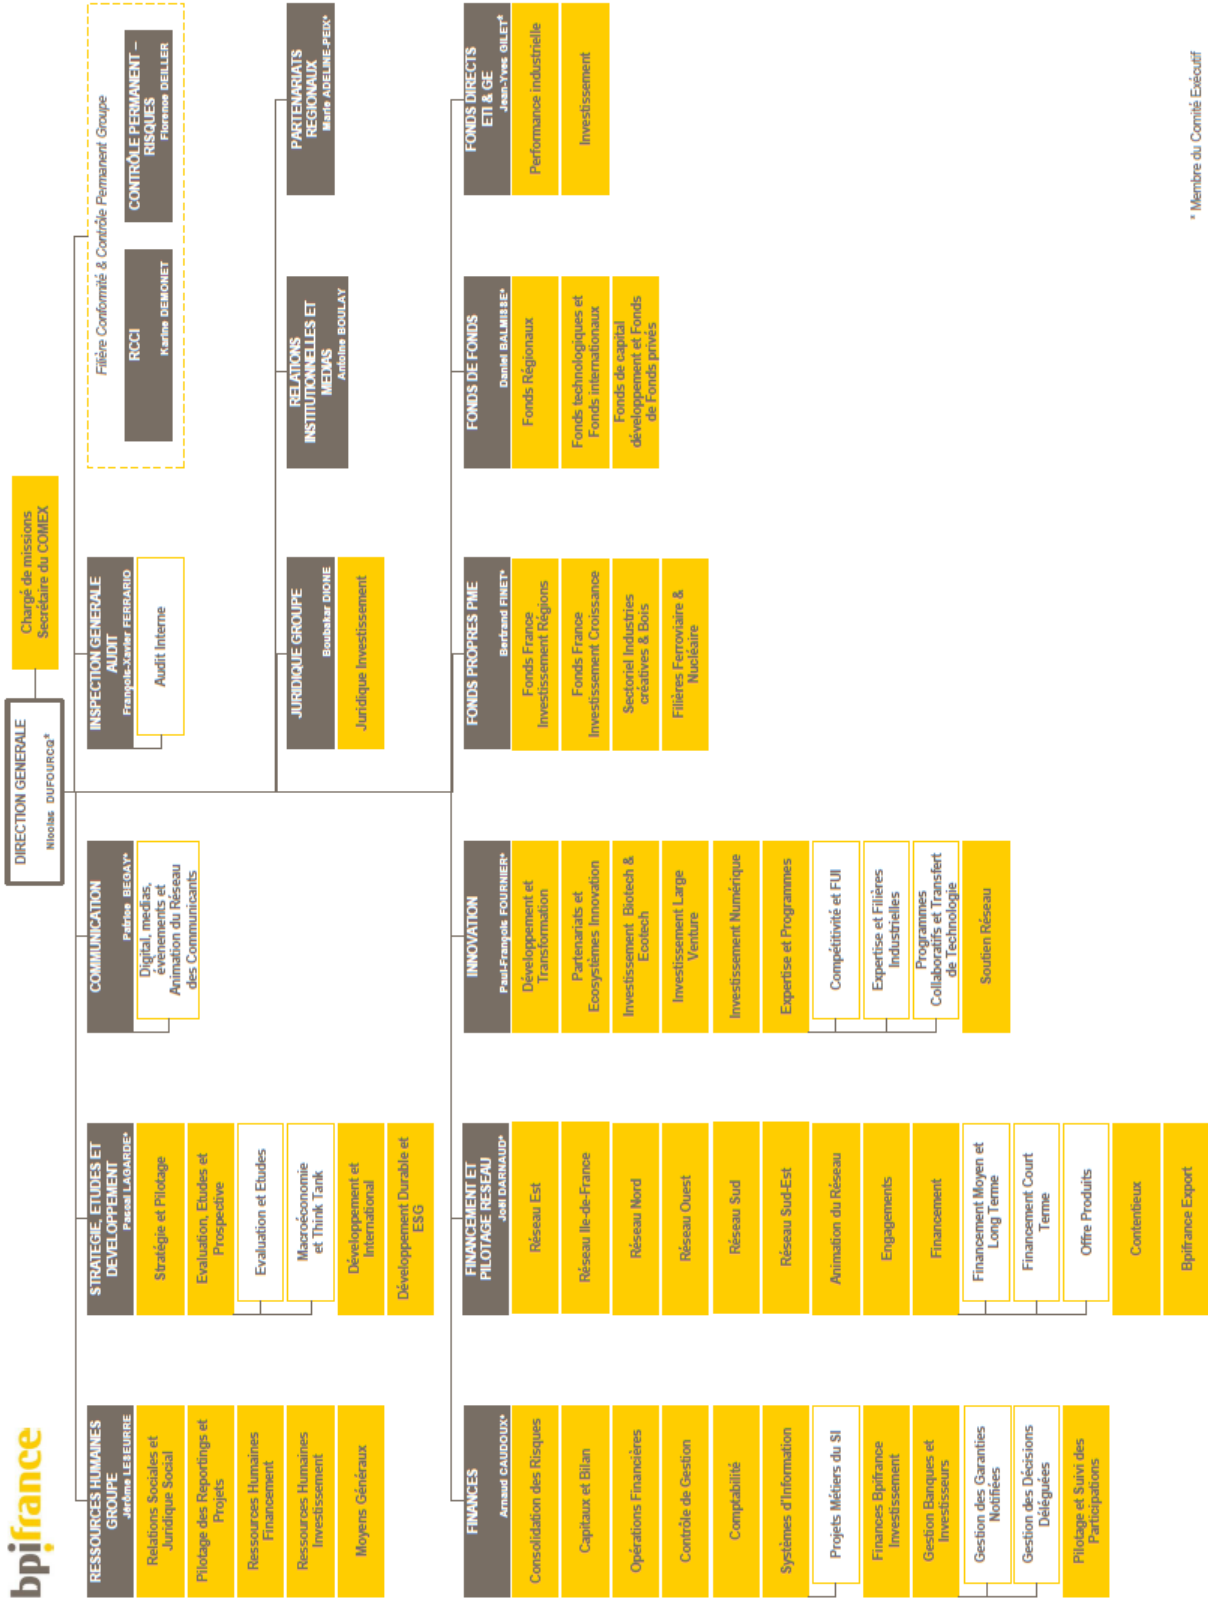 bpifrance
DIRECTION GENERALE
Nicolas DUFOURCQ*
Chargé de missions
Secrétaire du COMEX
RESSOURCES HUMAINES
GROUPE
Jérôme LESEURRE
Relations Sociales et
Juridique Social
Pilotage des Reportings et
Projets
Ressources Humaines
Financement
Ressources Humaines
Investissement
Moyens Généraux
STRATEGIE, ETUDES ET
DEVELOPPEMENT
Pascal LAGARDE*
Stratégie et Pilotage
Evaluation, Etudes et
Prospective
Evaluation et Etudes
Macroéconomie
et Think Tank
Développement et
International
Développement Durable et
ESG
COMMUNICATION
Patrice BEGAY*
Digital, medias,
évènements et
Animation du Réseau
des Communicants
INSPECTION GENERALE
AUDIT
François-Xavier FERRARIO
Audit Interne
Filière Conformité & Contrôle Permanent Groupe
RCCI
Karine DEMONET
CONTRÔLE PERMANENT –
RISQUES
Florence DEILLER
JURIDIQUE GROUPE
Boubakar DIONE
Juridique Investissement
RELATIONS
INSTITUTIONNELLES ET
MEDIAS
Antoine BOULAY
PARTENARIATS
REGIONAUX
Marie ADELINE-PEIX*
FINANCES
Arnaud CAUDOUX*
Consolidation des Risques
Capitaux et Bilan
Opérations Financières
Contrôle de Gestion
Comptabilité
Systèmes d'Information
Projets Métiers du SI
Finances Bpifrance
Investissement
Gestion Banques et
Investisseurs
Gestion des Garanties
Notifiées
Gestion des Décisions
Déléguées
Pilotage et Suivi des
Participations
FINANCEMENT ET
PILOTAGE RESEAU
Joël DARNAUD*
Réseau Est
Réseau Ile-de-France
Réseau Nord
Réseau Ouest
Réseau Sud
Réseau Sud-Est
Animation du Réseau
Engagements
Financement
Financement Moyen et
Long Terme
Financement Court
Terme
Offre Produits
Contentieux
Bpifrance Export
INNOVATION
Paul-François FOURNIER*
Développement et
Transformation
Partenariats et
Ecosystèmes Innovation
Investissement Biotech &
Ecotech
Investissement Large
Venture
Investissement Numérique
Expertise et Programmes
Compétitivité et FUI
Expertise et Filières
Industrielles
Programmes
Collaboratifs et Transfert
de Technologie
Soutien Réseau
FONDS PROPRES PME
Bertrand FINET*
Fonds France
Investissement Régions
Fonds France
Investissement Croissance
Sectoriel Industries
créatives & Bois
Filières Ferroviaire &
Nucléaire
FONDS DE FONDS
Daniel BALMISSE*
Fonds Régionaux
Fonds technologiques et
Fonds internationaux
Fonds de capital
développement et Fonds
de Fonds privés
FONDS DIRECTS
ETI & GE
Jean-Yves GILET*
Performance industrielle
Investissement
* Membre du Comité Exécutif